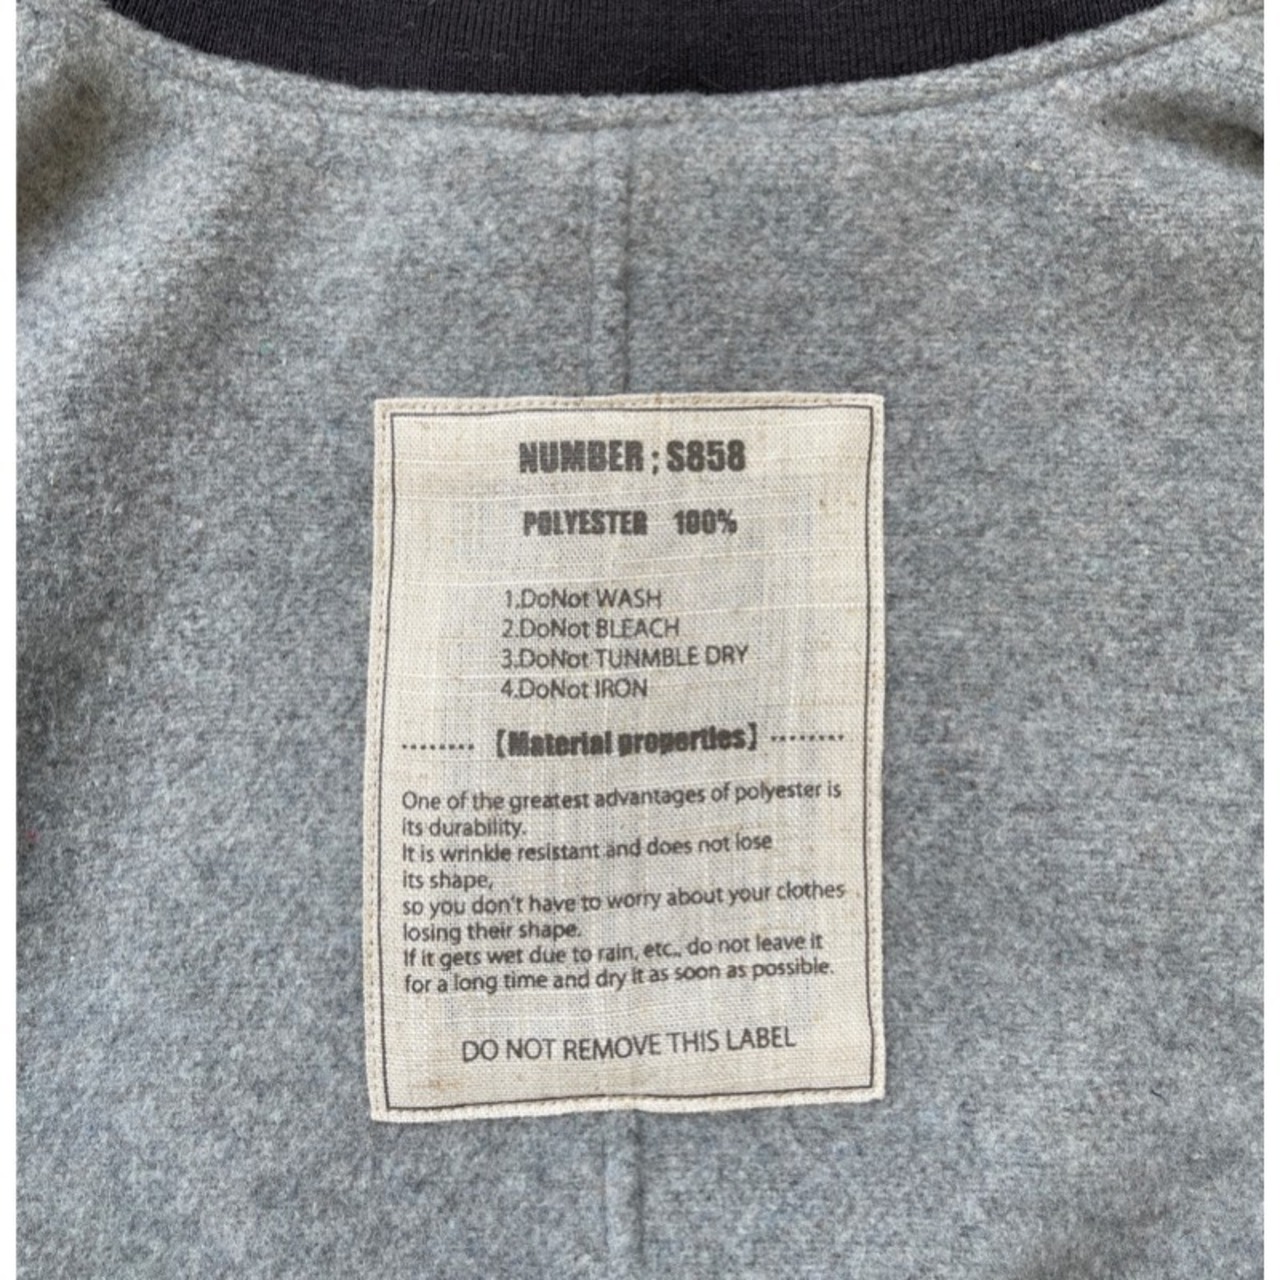 NUMBER ; S858
POLYESTER 100%
1.DoNot WASH
2.DoNot BLEACH
3.DoNot TUNMBLE DRY
4.DoNot IRON
········ 【Material properties】 ········
One of the greatest advantages of polyester is
its durability.
It is wrinkle resistant and does not lose
its shape,
so you don't have to worry about your clothes
losing their shape.
If it gets wet due to rain, etc., do not leave it
for a long time and dry it as soon as possible.
DO NOT REMOVE THIS LABEL